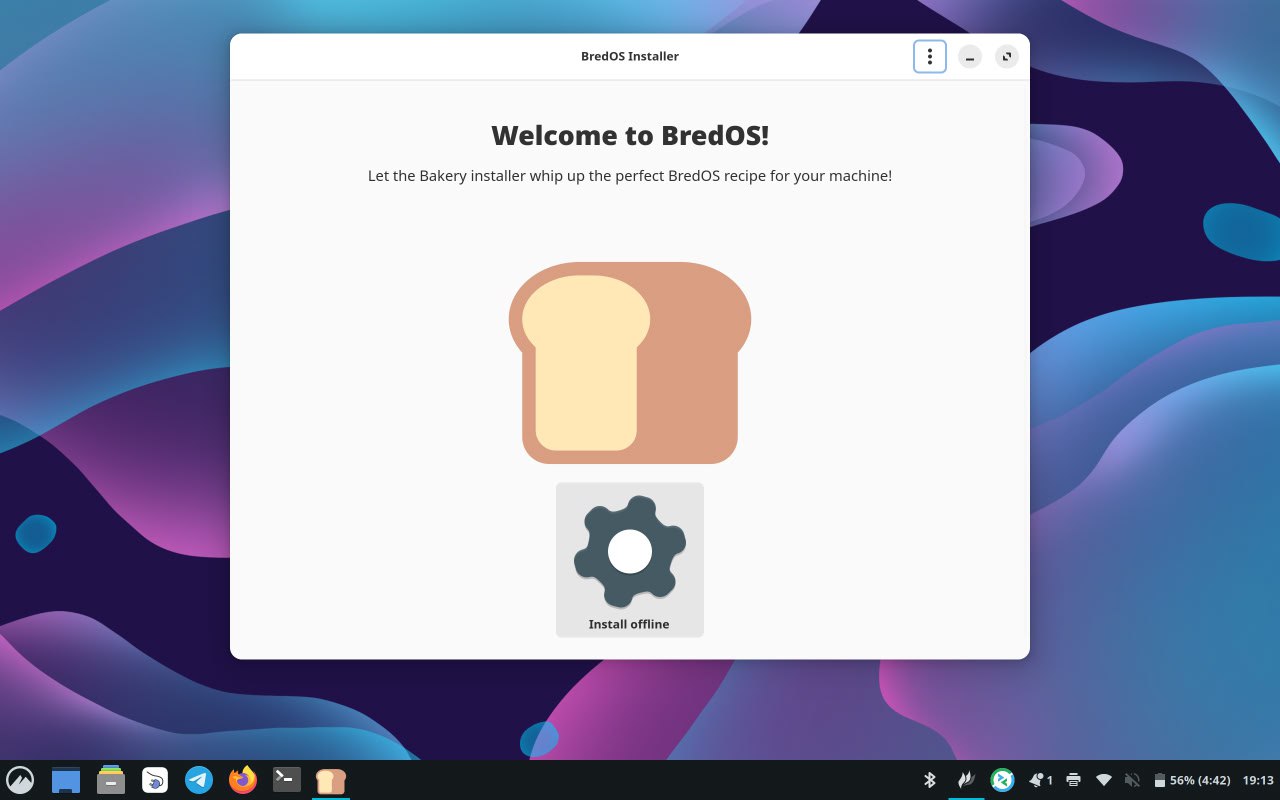 BredOS Installer
Welcome to BredOS!
Let the Bakery installer whip up the perfect BredOS recipe for your machine!
Install offline
1 56% (4:42) 19:13